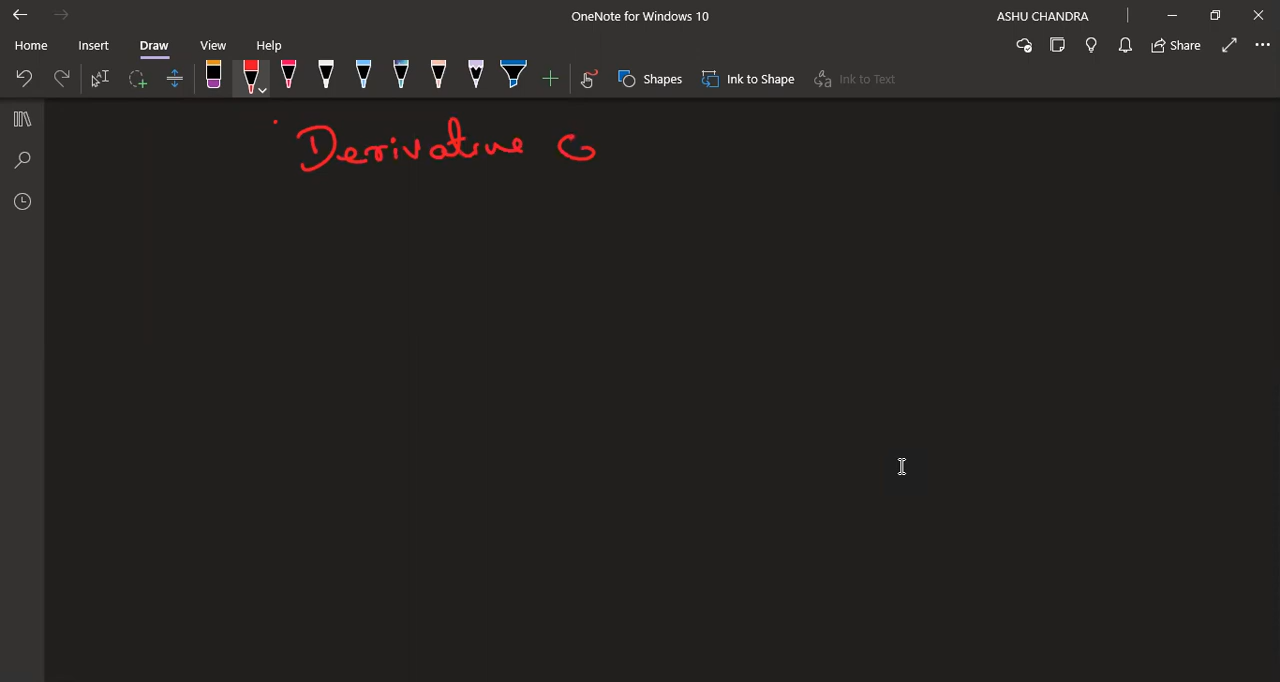 OneNote for Windows 10
ASHU CHANDRA
Home Insert Draw View Help
Share
Shapes Ink to Shape Ink to Text
Derivative